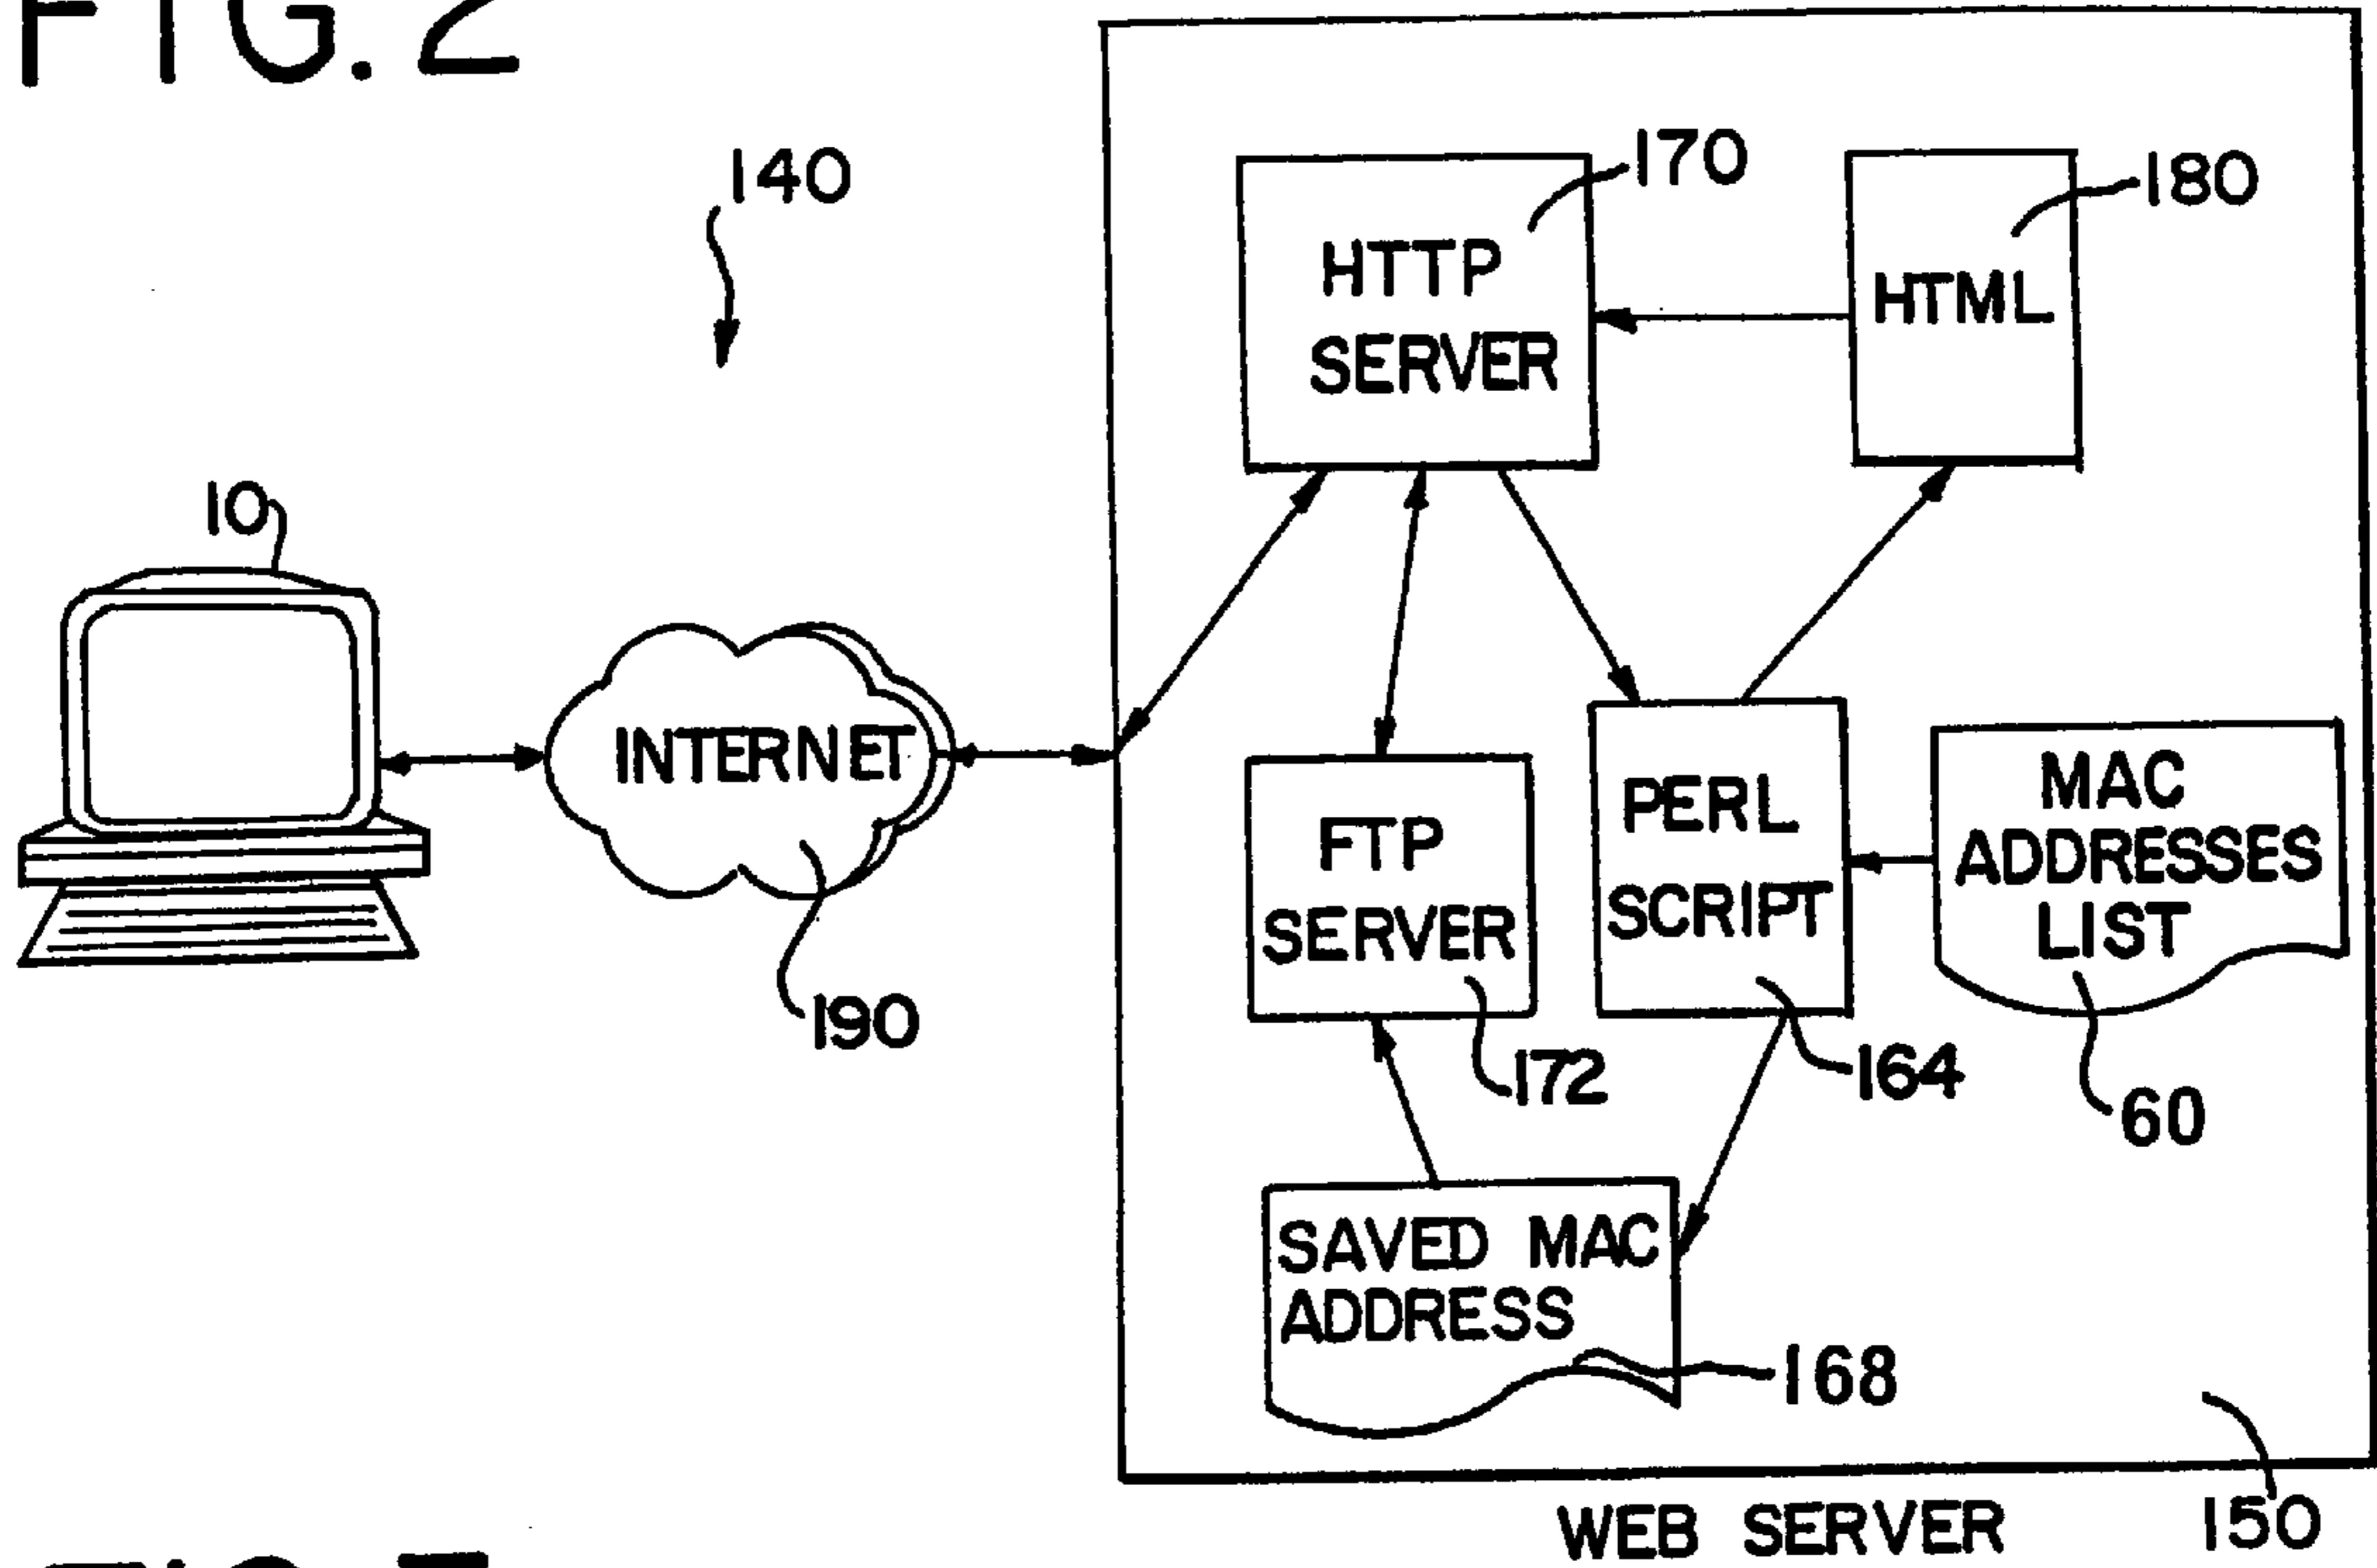 FIG. 2
140
170
180
HTTP
SERVER
HTML
10
INTERNET
190
FTP
SERVER
172
PERL
SCRIPT
164
MAC
ADDRESSES
LIST
60
SAVED MAC
ADDRESS
168
150
WEB SERVER